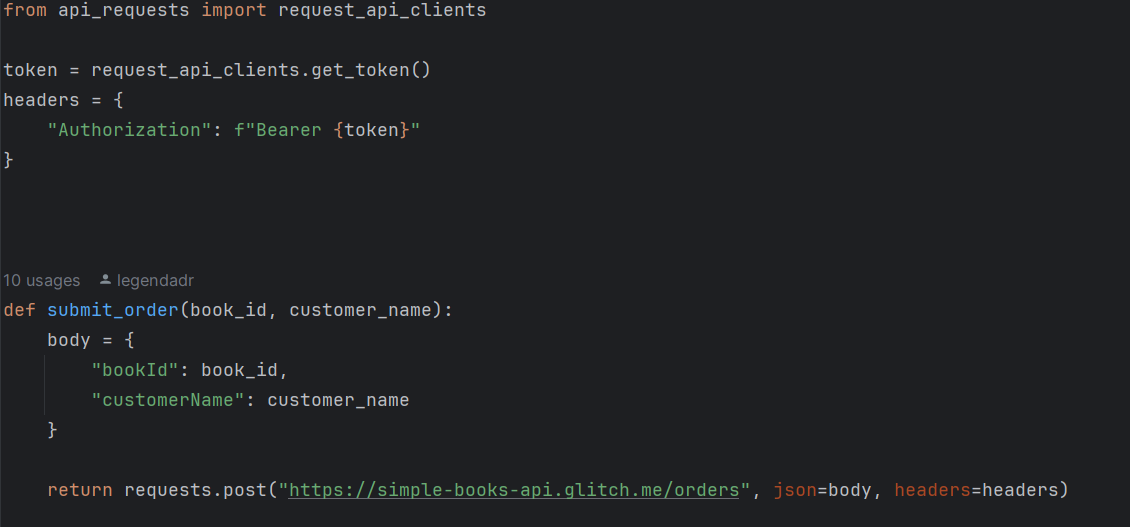 from api_requests import request_api_clients
token = request_api_clients.get_token()
headers = {
    "Authorization": f"Bearer {token}"
}
10 usages legendadr
def submit_order(book_id, customer_name):
    body = {
        "bookId": book_id,
        "customerName": customer_name
    }
    return requests.post("https://simple-books-api.glitch.me/orders", json=body, headers=headers)